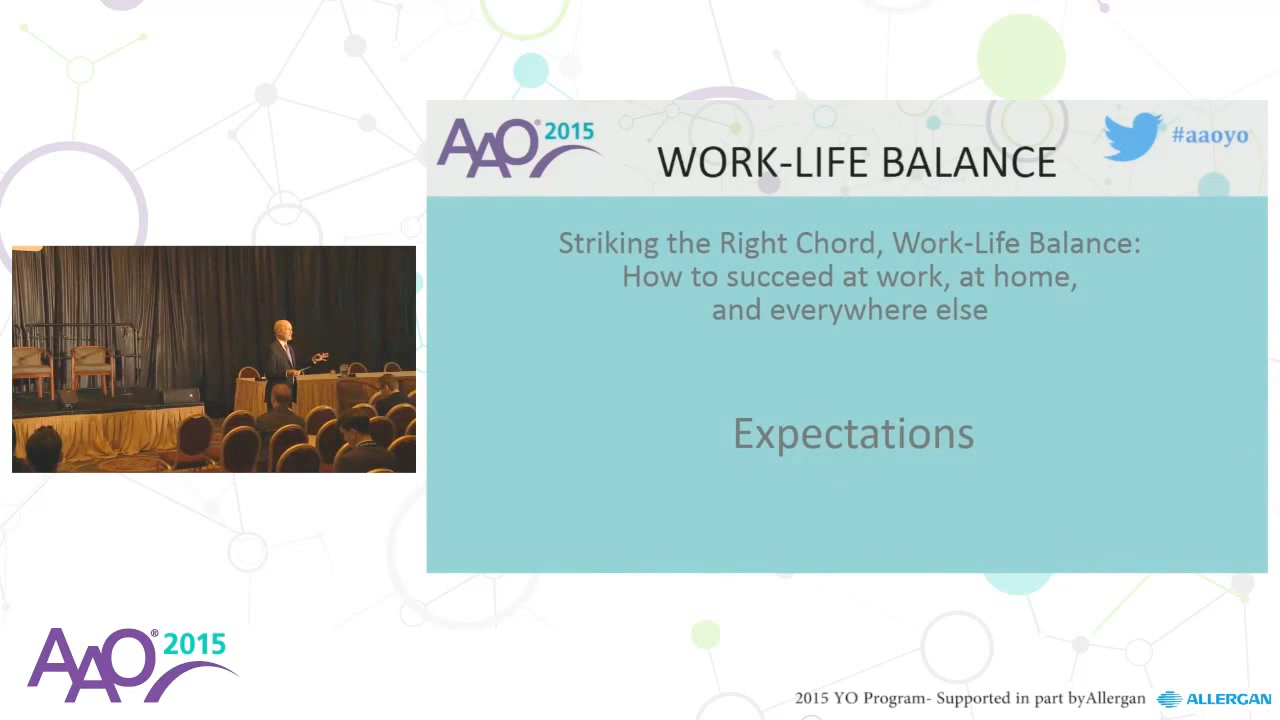 AAO® 2015
WORK-LIFE BALANCE
#aaoyo
Striking the Right Chord, Work-Life Balance:
How to succeed at work, at home,
and everywhere else
Expectations
AAO® 2015
2015 YO Program- Supported in part byAllergan
ALLERGAN